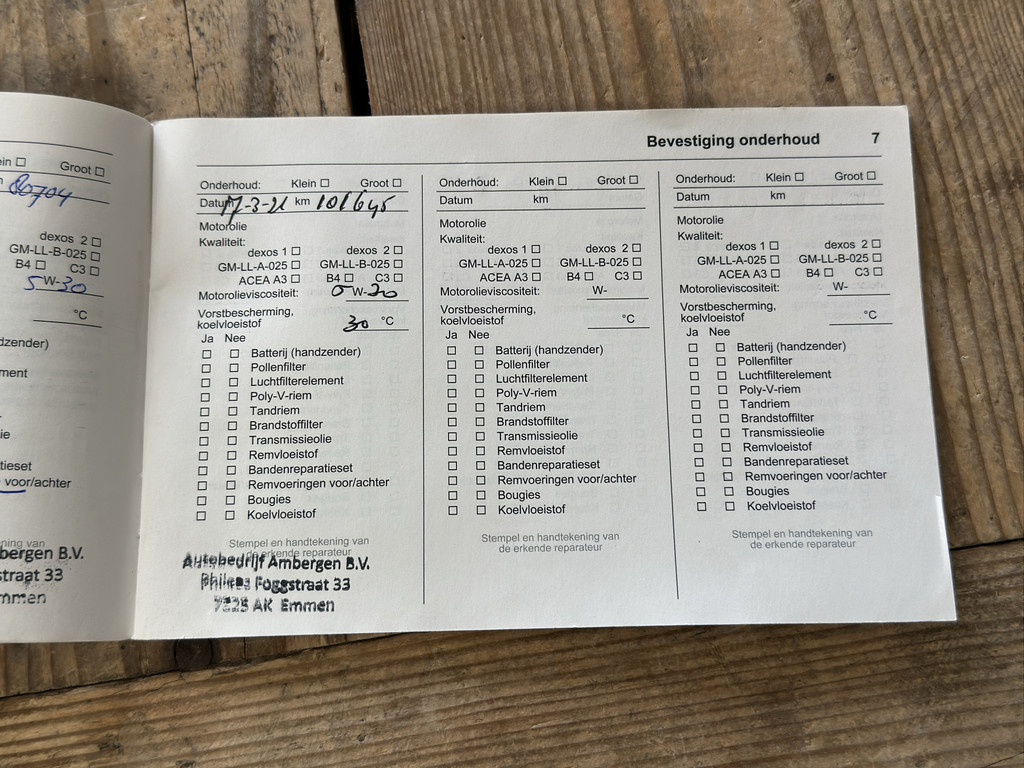 ein ☐ Groot ☐
80704
dexos 2 ☐
GM-LL-B-025 ☐
B4 ☐ C3 ☐
5W-30
°C
dzender)
ment
ie
tieset
voor/achter
ning van
bergen B.V.
straat 33
mmen
Bevestiging onderhoud 7
Onderhoud: Klein ☐ Groot ☐
Datum 17-3-21 km 101645
Motorolie
Kwaliteit:
dexos 1 ☐ dexos 2 ☐
GM-LL-A-025 ☐ GM-LL-B-025 ☐
ACEA A3 ☐ B4 ☐ C3 ☐
Motorolieviscositeit: 0 W-20
Vorstbescherming,
koelvloeistof 30 °C
Ja Nee
☐ ☐ Batterij (handzender)
☐ ☐ Pollenfilter
☐ ☐ Luchtfilterelement
☐ ☐ Poly-V-riem
☐ ☐ Tandriem
☐ ☐ Brandstoffilter
☐ ☐ Transmissieolie
☐ ☐ Remvloeistof
☐ ☐ Bandenreparatieset
☐ ☐ Remvoeringen voor/achter
☐ ☐ Bougies
☐ ☐ Koelvloeistof
Stempel en handtekening van
de erkende reparateur
Autobedrijf Ambergen B.V.
Phileas Foggstraat 33
7825 AK Emmen
Onderhoud: Klein ☐ Groot ☐
Datum km
Motorolie
Kwaliteit:
dexos 1 ☐ dexos 2 ☐
GM-LL-A-025 ☐ GM-LL-B-025 ☐
ACEA A3 ☐ B4 ☐ C3 ☐
Motorolieviscositeit: W-
Vorstbescherming,
koelvloeistof °C
Ja Nee
☐ ☐ Batterij (handzender)
☐ ☐ Pollenfilter
☐ ☐ Luchtfilterelement
☐ ☐ Poly-V-riem
☐ ☐ Tandriem
☐ ☐ Brandstoffilter
☐ ☐ Transmissieolie
☐ ☐ Remvloeistof
☐ ☐ Bandenreparatieset
☐ ☐ Remvoeringen voor/achter
☐ ☐ Bougies
☐ ☐ Koelvloeistof
Stempel en handtekening van
de erkende reparateur
Onderhoud: Klein ☐ Groot ☐
Datum km
Motorolie
Kwaliteit:
dexos 1 ☐ dexos 2 ☐
GM-LL-A-025 ☐ GM-LL-B-025 ☐
ACEA A3 ☐ B4 ☐ C3 ☐
Motorolieviscositeit: W-
Vorstbescherming,
koelvloeistof °C
Ja Nee
☐ ☐ Batterij (handzender)
☐ ☐ Pollenfilter
☐ ☐ Luchtfilterelement
☐ ☐ Poly-V-riem
☐ ☐ Tandriem
☐ ☐ Brandstoffilter
☐ ☐ Transmissieolie
☐ ☐ Remvloeistof
☐ ☐ Bandenreparatieset
☐ ☐ Remvoeringen voor/achter
☐ ☐ Bougies
☐ ☐ Koelvloeistof
Stempel en handtekening van
de erkende reparateur